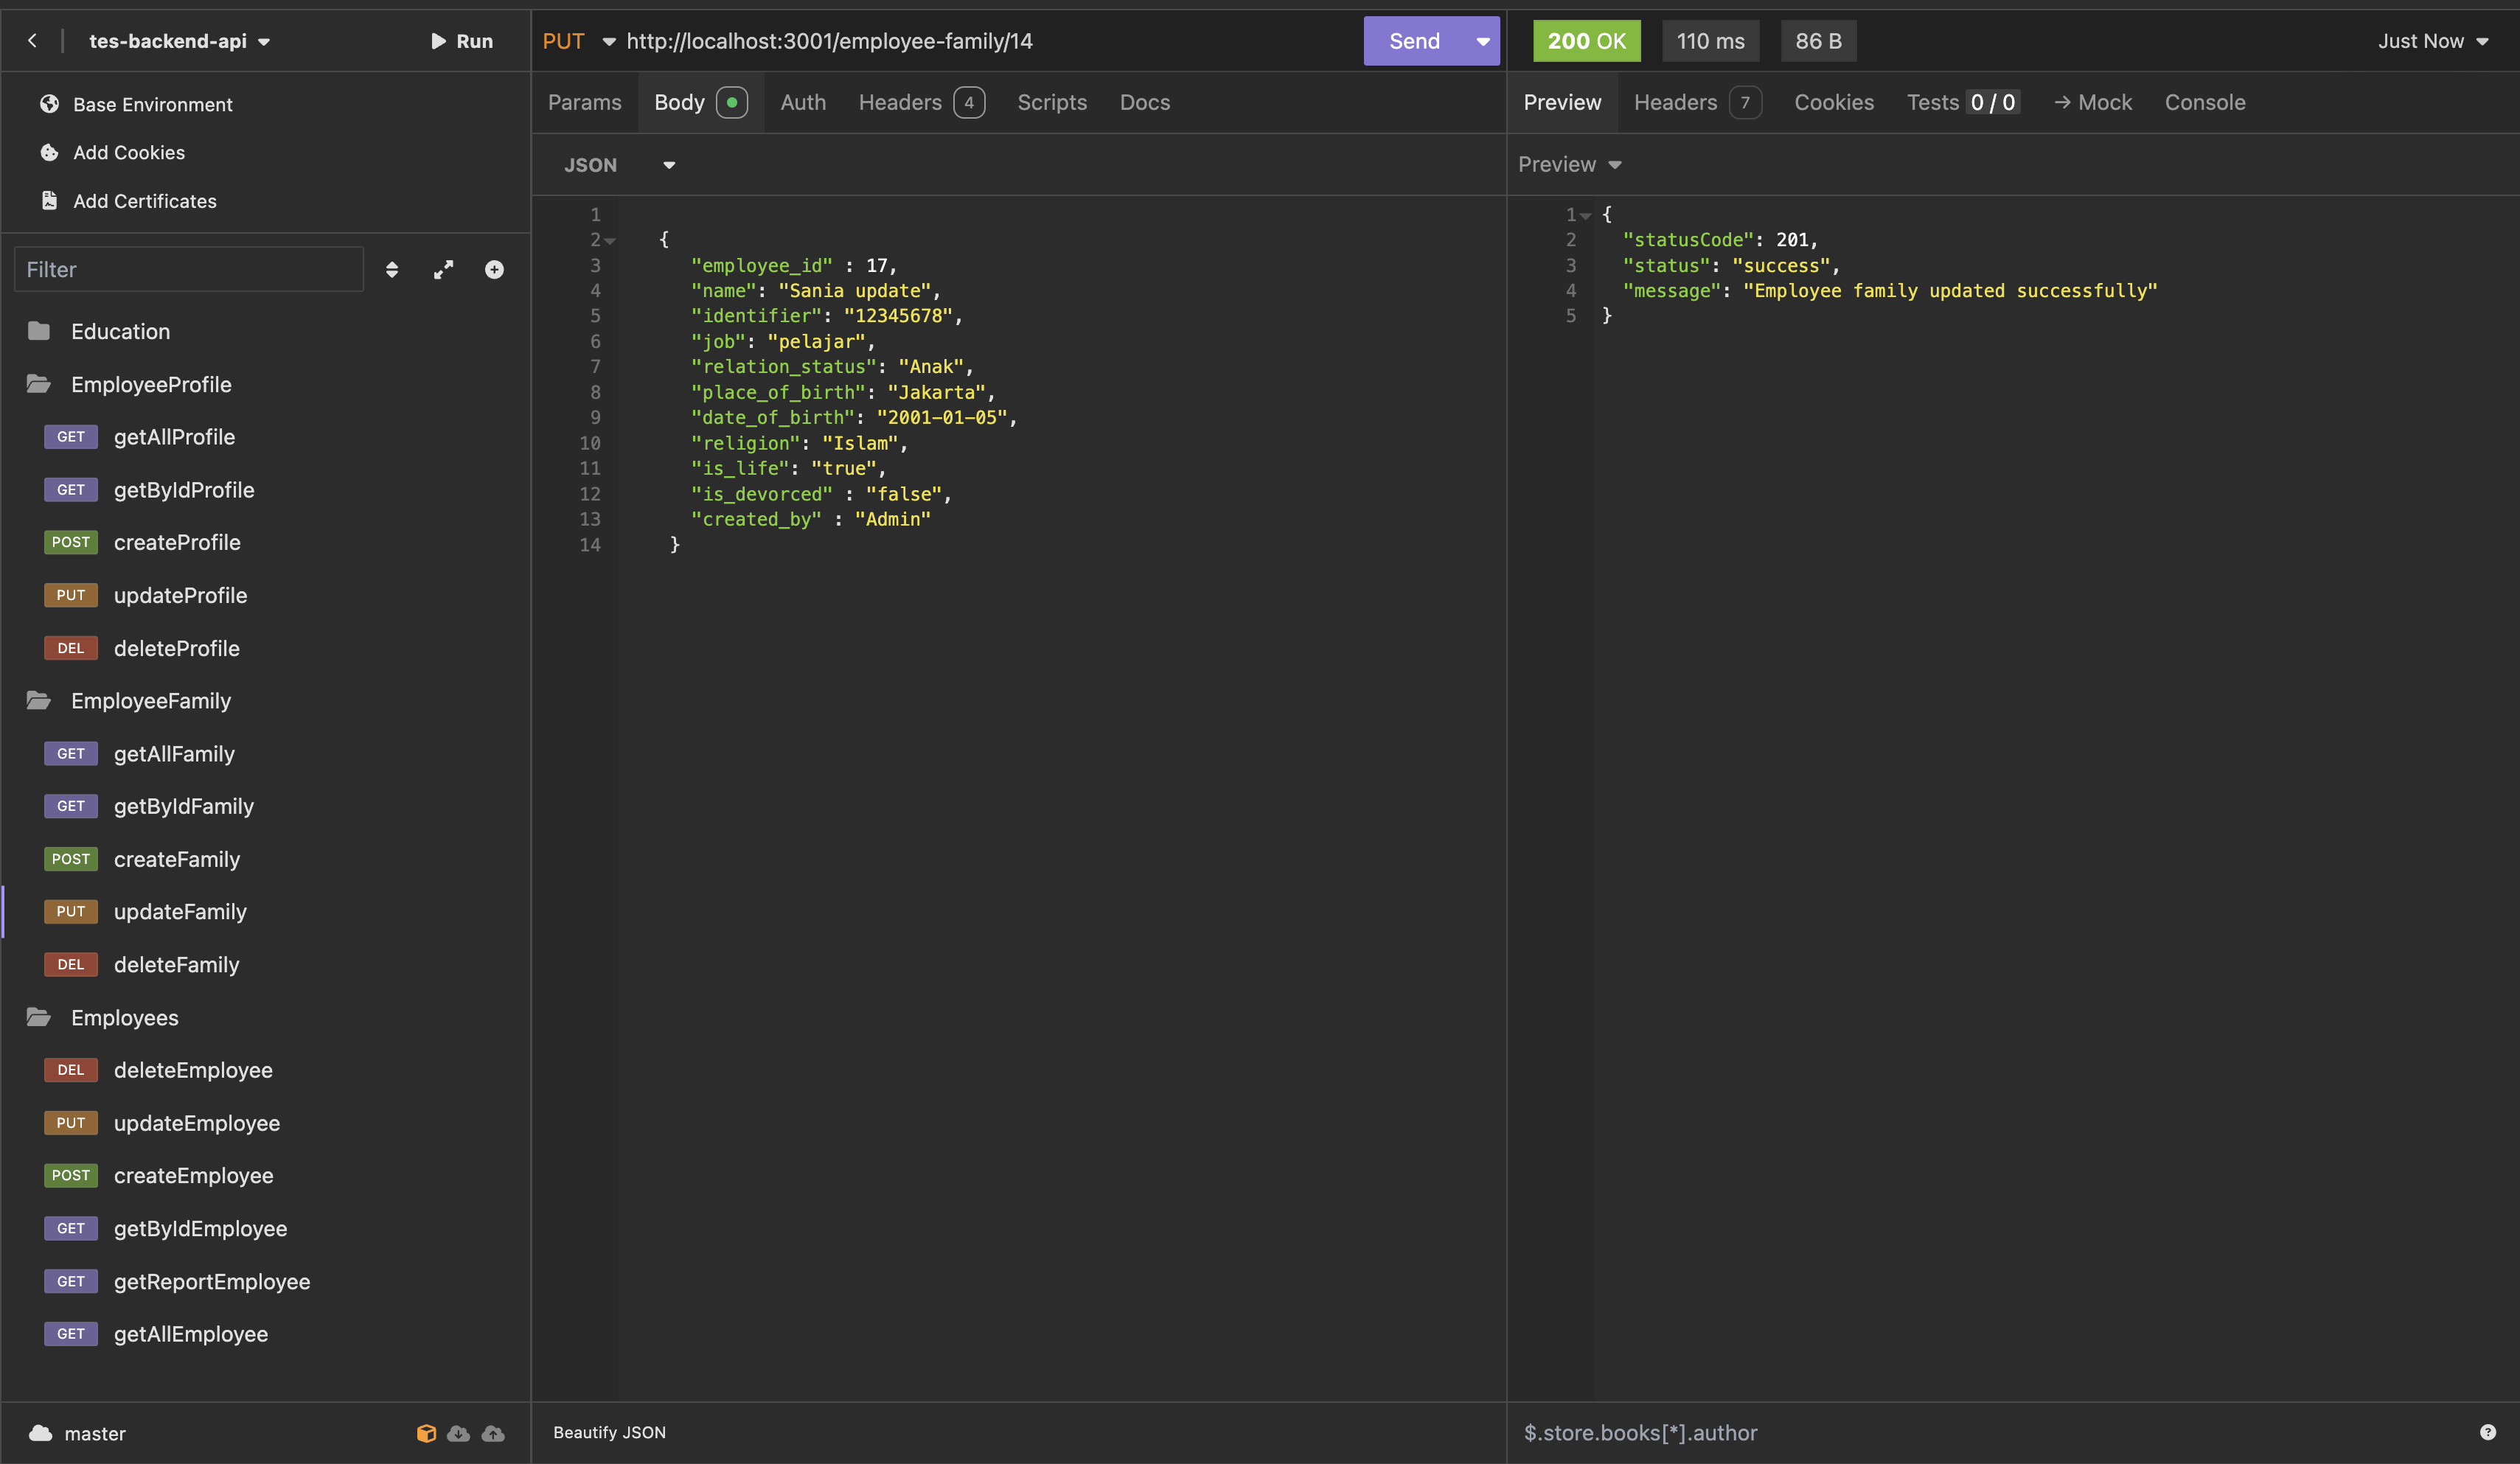 tes-backend-api
Run
Base Environment
Add Cookies
Add Certificates
Filter
Education
EmployeeProfile
GET getAllProfile
GET getByIdProfile
POST createProfile
PUT updateProfile
DEL deleteProfile
EmployeeFamily
GET getAllFamily
GET getByIdFamily
POST createFamily
PUT updateFamily
DEL deleteFamily
Employees
DEL deleteEmployee
PUT updateEmployee
POST createEmployee
GET getByIdEmployee
GET getReportEmployee
GET getAllEmployee
master
PUT http://localhost:3001/employee-family/14 Send
Params Body Auth Headers 4 Scripts Docs
JSON
1
2 {
3 "employee_id" : 17,
4 "name": "Sania update",
5 "identifier": "12345678",
6 "job": "pelajar",
7 "relation_status": "Anak",
8 "place_of_birth": "Jakarta",
9 "date_of_birth": "2001-01-05",
10 "religion": "Islam",
11 "is_life": "true",
12 "is_devorced" : "false",
13 "created_by" : "Admin"
14 }
Beautify JSON
200 OK 110 ms 86 B Just Now
Preview Headers 7 Cookies Tests 0 / 0 → Mock Console
Preview
1 {
2 "statusCode": 201,
3 "status": "success",
4 "message": "Employee family updated successfully"
5 }
$.store.books[*].author
?